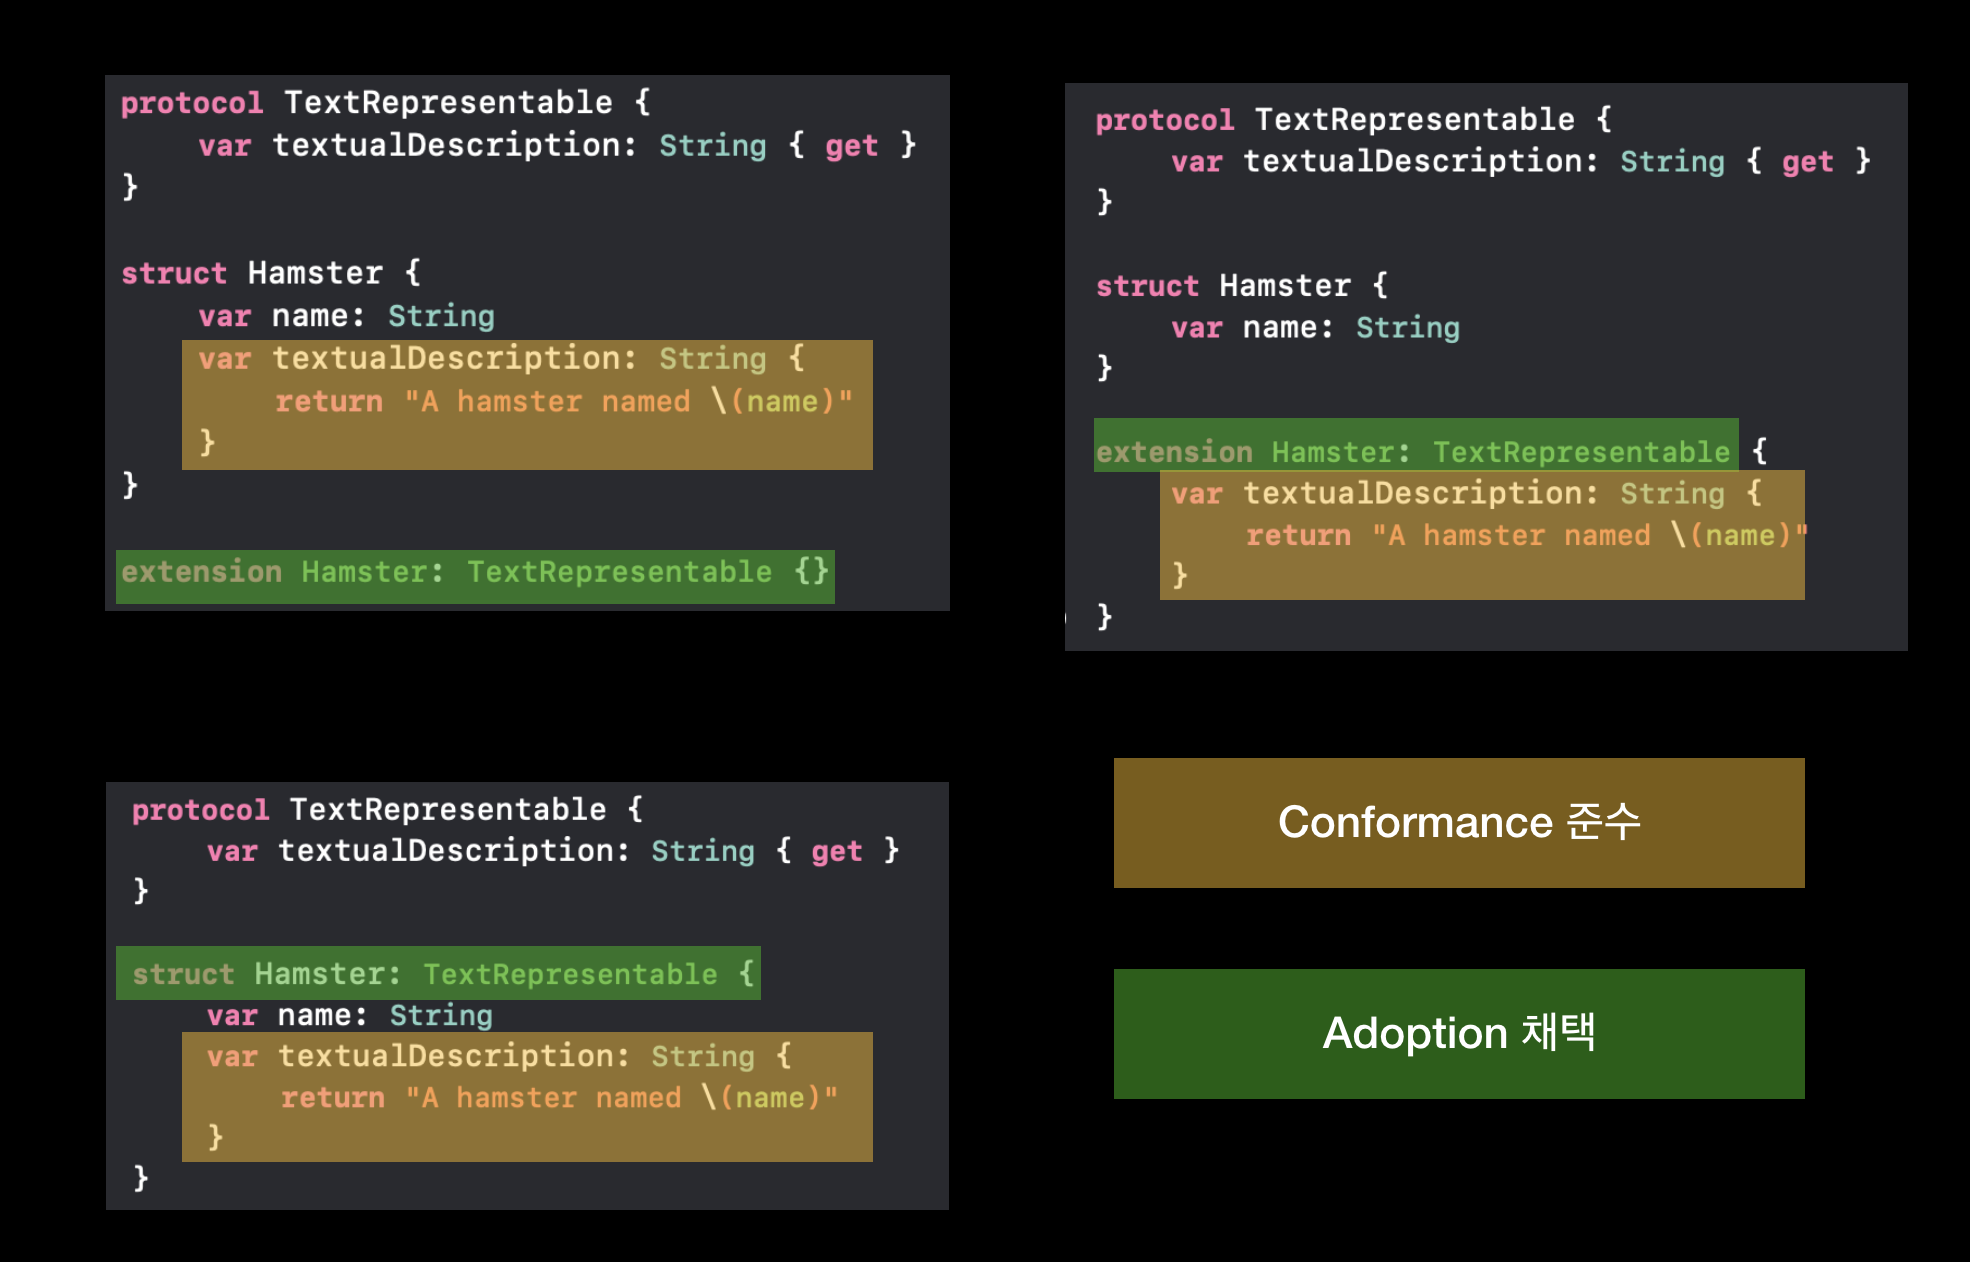 protocol TextRepresentable {
    var textualDescription: String { get }
}
struct Hamster {
    var name: String
    var textualDescription: String {
        return "A hamster named \(name)"
    }
}
extension Hamster: TextRepresentable {}
protocol TextRepresentable {
    var textualDescription: String { get }
}
struct Hamster {
    var name: String
}
extension Hamster: TextRepresentable {
    var textualDescription: String {
        return "A hamster named \(name)"
    }
}
protocol TextRepresentable {
    var textualDescription: String { get }
}
struct Hamster: TextRepresentable {
    var name: String
    var textualDescription: String {
        return "A hamster named \(name)"
    }
}
Conformance 준수
Adoption 채택